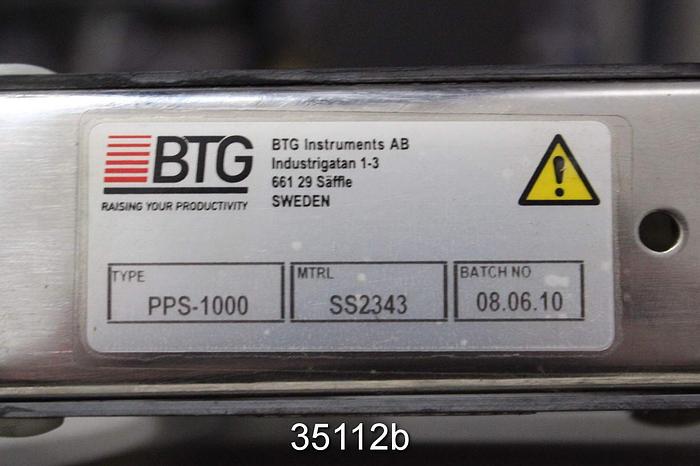 BTG
RAISING YOUR PRODUCTIVITY
BTG Instruments AB
Industrigatan 1-3
661 29 Säffle
SWEDEN
TYPE
PPS-1000
MTRL
SS2343
BATCH NO
08.06.10
35112b